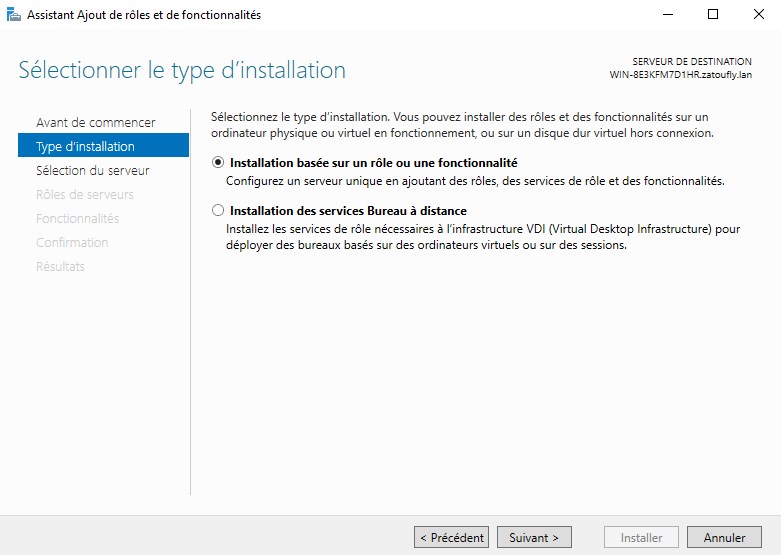 Assistant Ajout de rôles et de fonctionnalités
Sélectionner le type d'installation
SERVEUR DE DESTINATION
WIN-8E3KFM7D1HR.zatoufly.lan
Avant de commencer
Type d'installation
Sélection du serveur
Rôles de serveurs
Fonctionnalités
Confirmation
Résultats
Sélectionnez le type d'installation. Vous pouvez installer des rôles et des fonctionnalités sur un
ordinateur physique ou virtuel en fonctionnement, ou sur un disque dur virtuel hors connexion.
Installation basée sur un rôle ou une fonctionnalité
Configurez un serveur unique en ajoutant des rôles, des services de rôle et des fonctionnalités.
Installation des services Bureau à distance
Installez les services de rôle nécessaires à l'infrastructure VDI (Virtual Desktop Infrastructure) pour
déployer des bureaux basés sur des ordinateurs virtuels ou sur des sessions.
< Précédent
Suivant >
Installer
Annuler